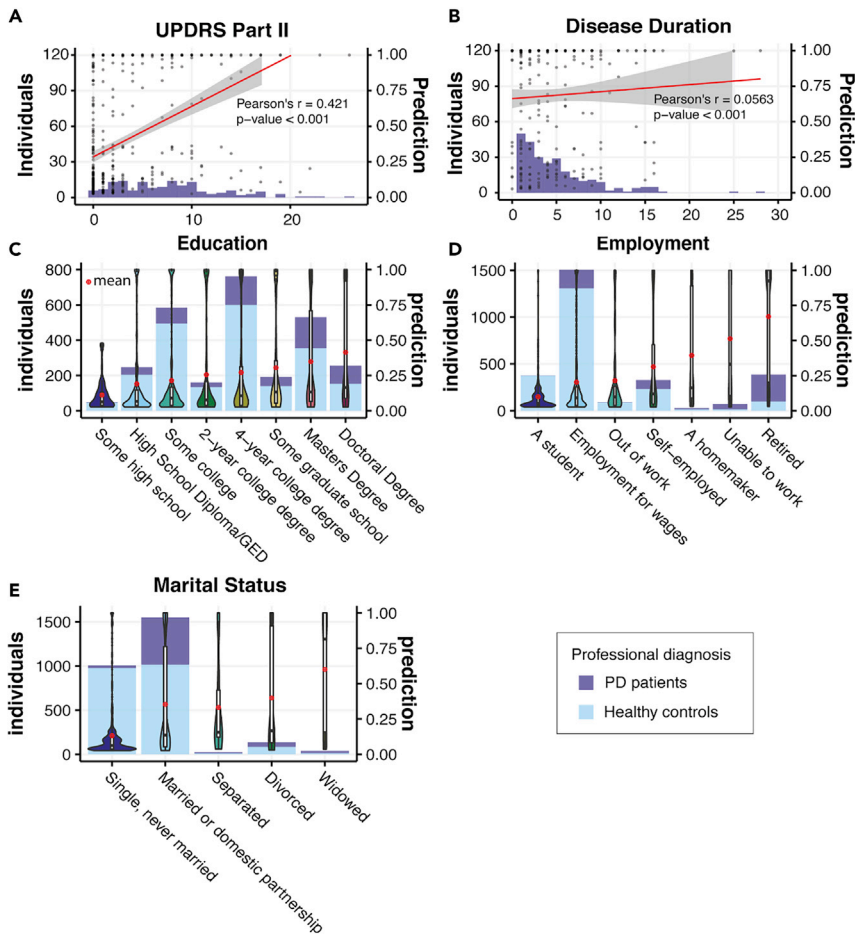 A
UPDRS Part II
Individuals
120
90
60
30
0
1.00
0.75
0.50
0.25
0.00
Prediction
Pearson's r = 0.421
p-value < 0.001
0
10
20
B
Disease Duration
Individuals
120
90
60
30
0
1.00
0.75
0.50
0.25
0.00
Prediction
Pearson's r = 0.0563
p-value < 0.001
0
5
10
15
20
25
30
C
Education
individuals
800
600
400
200
0
mean
1.00
0.75
0.50
0.25
0.00
prediction
Some high school
High School Diploma/GED
Some college
2-year college degree
4-year college degree
Some graduate school
Masters Degree
Doctoral Degree
D
Employment
individuals
1500
1000
500
0
1.00
0.75
0.50
0.25
0.00
prediction
A student
Employment for wages
Out of work
Self-employed
A homemaker
Unable to work
Retired
E
Marital Status
individuals
1500
1000
500
0
1.00
0.75
0.50
0.25
0.00
prediction
Single, never married
Married or domestic partnership
Separated
Divorced
Widowed
Professional diagnosis
PD patients
Healthy controls